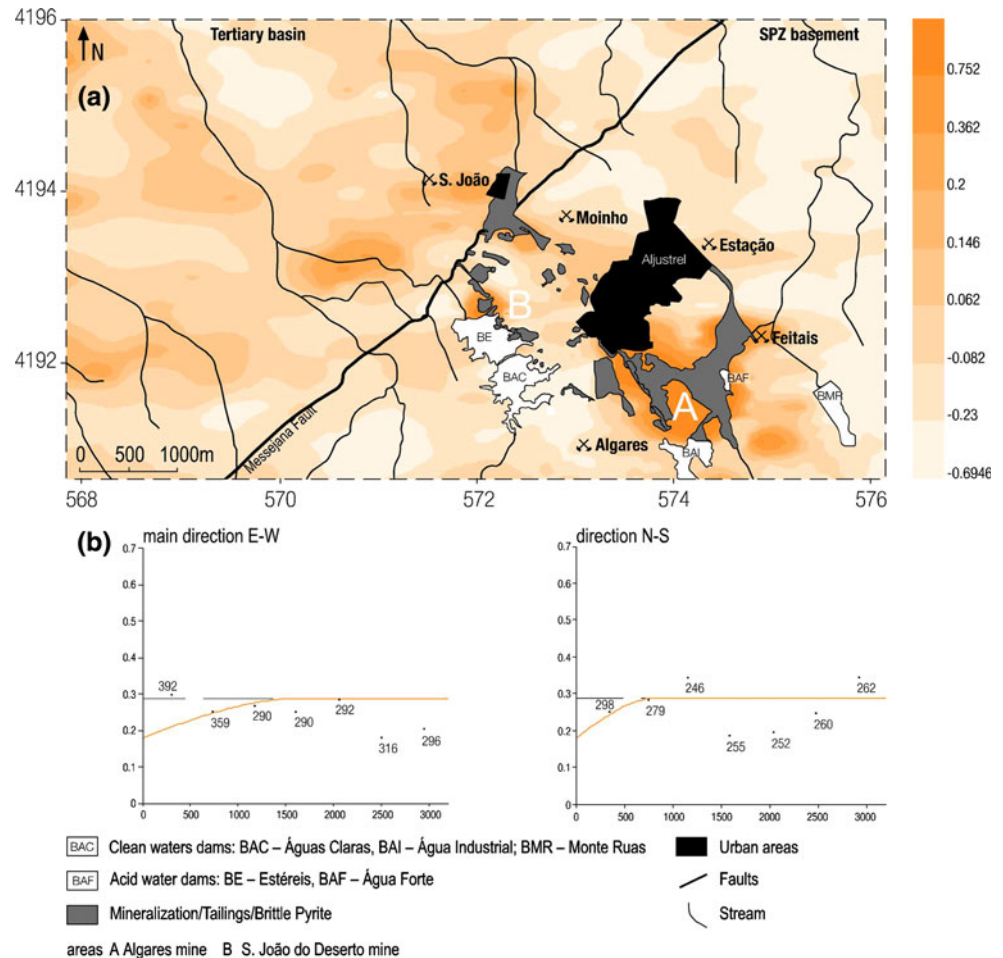 4196
N
Tertiary basin
SPZ basement
(a)
0.752
0.362
0.2
0.146
0.062
-0.082
-0.23
-0.6946
4194
S. João
Moinho
Aljustrel
Estação
B
BE
BAC
4192
Feitais
BAF
BMR
A
Algares
BAI
Messejana Fault
0 500 1000m
568 570 572 574 576
(b)
main direction E-W
0.7
0.6
0.5
0.4
0.3
0.2
0.1
0
392
359
290
290
292
316
296
0 500 1000 1500 2000 2500 3000
direction N-S
0.7
0.6
0.5
0.4
0.3
0.2
0.1
0
298
279
246
255
252
260
262
0 500 1000 1500 2000 2500 3000
BAC Clean waters dams: BAC – Águas Claras, BAI – Água Industrial; BMR – Monte Ruas
BAF Acid water dams: BE – Estéreis, BAF – Água Forte
Mineralization/Tailings/Brittle Pyrite
areas A Algares mine B S. João do Deserto mine
Urban areas
Faults
Stream